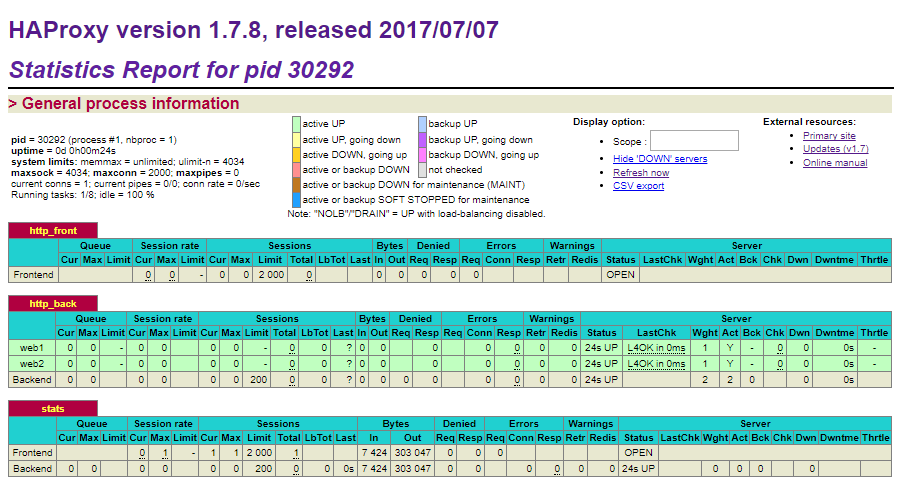 HAProxy version 1.7.8, released 2017/07/07
Statistics Report for pid 30292
> General process information
pid = 30292 (process #1, nbproc = 1)
uptime = 0d 0h00m24s
system limits: memmax = unlimited; ulimit-n = 4034
maxsock = 4034; maxconn = 2000; maxpipes = 0
current conns = 1; current pipes = 0/0; conn rate = 0/sec
Running tasks: 1/8; idle = 100 %
active UP backup UP
active UP, going down backup UP, going down
active DOWN, going up backup DOWN, going up
active or backup DOWN not checked
active or backup DOWN for maintenance (MAINT)
active or backup SOFT STOPPED for maintenance
Note: "NOLB"/"DRAIN" = UP with load-balancing disabled.
Display option:
Scope :
Hide 'DOWN' servers
Refresh now
CSV export
External resources:
Primary site
Updates (v1.7)
Online manual
http_front
Queue Session rate Sessions Bytes Denied Errors Warnings Server
Cur Max Limit Cur Max Limit Cur Max Limit Total LbTot Last In Out Req Resp Req Conn Resp Retr Redis Status LastChk Wght Act Bck Chk Dwn Dwntme Thrtle
Frontend 0 0 - 0 0 2 000 0 0 0 0 0 0 OPEN
http_back
Queue Session rate Sessions Bytes Denied Errors Warnings Server
Cur Max Limit Cur Max Limit Cur Max Limit Total LbTot Last In Out Req Resp Req Conn Resp Retr Redis Status LastChk Wght Act Bck Chk Dwn Dwntme Thrtle
web1 0 0 - 0 0 0 0 - 0 0 ? 0 0 0 0 0 0 0 24s UP L4OK in 0ms 1 Y - 0 0 0s -
web2 0 0 - 0 0 0 0 - 0 0 ? 0 0 0 0 0 0 0 24s UP L4OK in 0ms 1 Y - 0 0 0s -
Backend 0 0 0 0 0 0 200 0 0 ? 0 0 0 0 0 0 0 0 24s UP 2 2 0 0 0s
stats
Queue Session rate Sessions Bytes Denied Errors Warnings Server
Cur Max Limit Cur Max Limit Cur Max Limit Total LbTot Last In Out Req Resp Req Conn Resp Retr Redis Status LastChk Wght Act Bck Chk Dwn Dwntme Thrtle
Frontend 0 1 - 1 1 2 000 1 7 424 303 047 0 0 0 OPEN
Backend 0 0 0 0 0 0 200 0 0 0s 7 424 303 047 0 0 0 0 0 0 24s UP 0 0 0 0